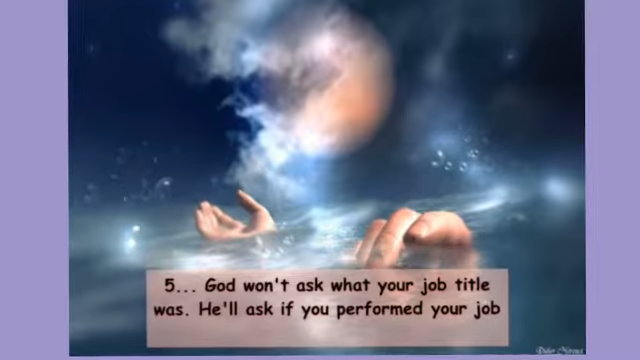 5... God won't ask what your job title
was. He'll ask if you performed your job